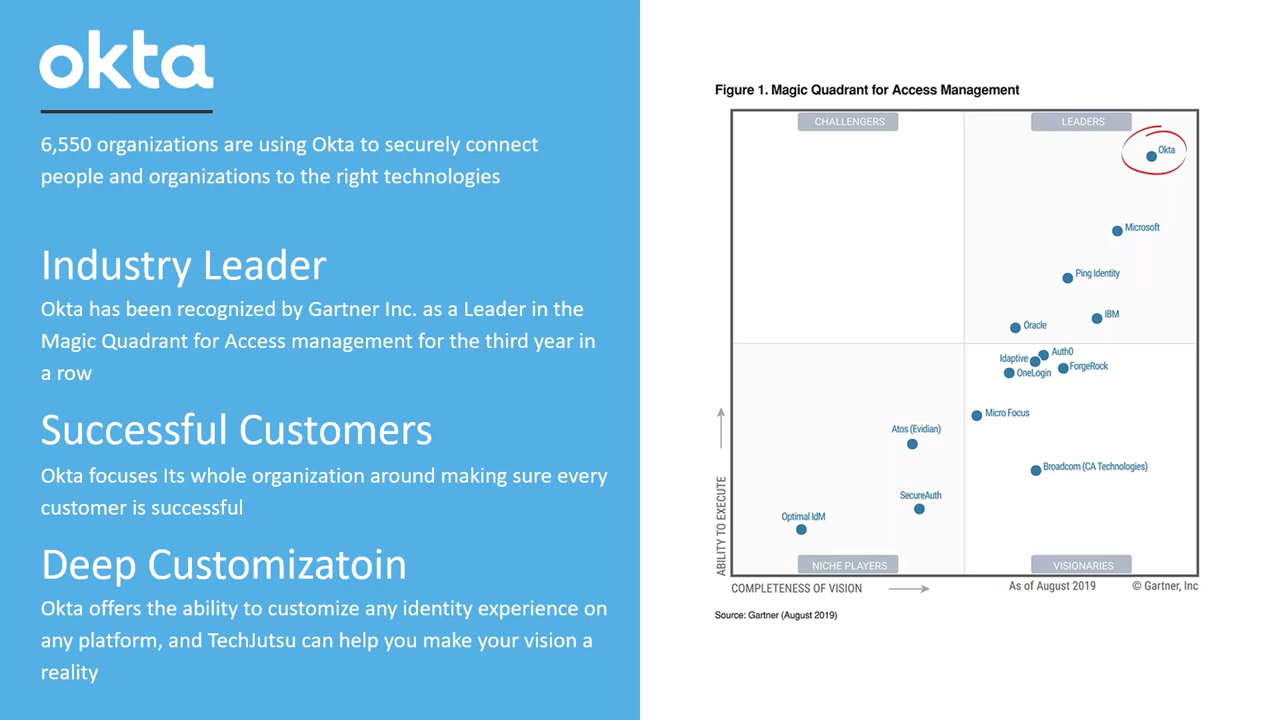 okta
6,550 organizations are using Okta to securely connect
people and organizations to the right technologies
Industry Leader
Okta has been recognized by Gartner Inc. as a Leader in the
Magic Quadrant for Access management for the third year in
a row
Successful Customers
Okta focuses Its whole organization around making sure every
customer is successful
Deep Customizatoin
Okta offers the ability to customize any identity experience on
any platform, and TechJutsu can help you make your vision a
reality
Figure 1. Magic Quadrant for Access Management
CHALLENGERS
LEADERS
Okta
Microsoft
Ping Identity
IBM
Oracle
Auth0
Idaptive
ForgeRock
OneLogin
Micro Focus
Atos (Evidian)
Broadcom (CA Technologies)
SecureAuth
Optimal IdM
ABILITY TO EXECUTE
NICHE PLAYERS
VISIONARIES
COMPLETENESS OF VISION
As of August 2019
© Gartner, Inc
Source: Gartner (August 2019)